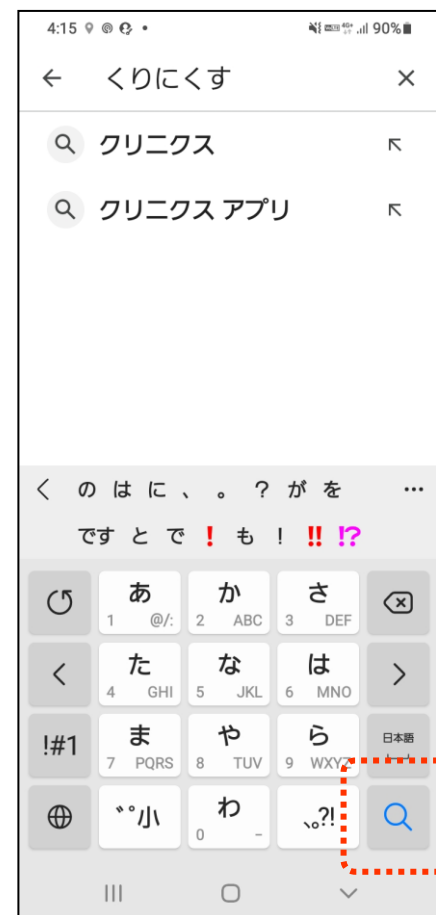 4:15 90%
くりにくす
クリニクス
クリニクス アプリ
のはに、。?がを
ですとで!も!‼⁉
あ か さ
1 @/: 2 ABC 3 DEF
た な は
4 GHI 5 JKL 6 MNO
!#1 ま や ら 日本語
7 PQRS 8 TUV 9 WXYZ
゛゜小 わ 、。?!
0 -